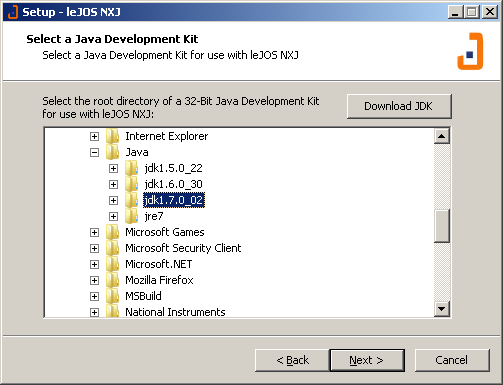 Setup - leJOS NXJ
Select a Java Development Kit
Select a Java Development Kit for use with leJOS NXJ
Select the root directory of a 32-Bit Java Development Kit
for use with leJOS NXJ:
Download JDK
Internet Explorer
Java
jdk1.5.0_22
jdk1.6.0_30
jdk1.7.0_02
jre7
Microsoft Games
Microsoft Security Client
Microsoft.NET
Mozilla Firefox
MSBuild
National Instruments
< Back
Next >
Cancel